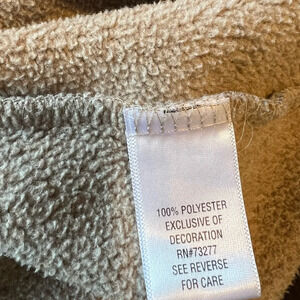 100% POLYESTER
EXCLUSIVE OF
DECORATION
RN#73277
SEE REVERSE
FOR CARE